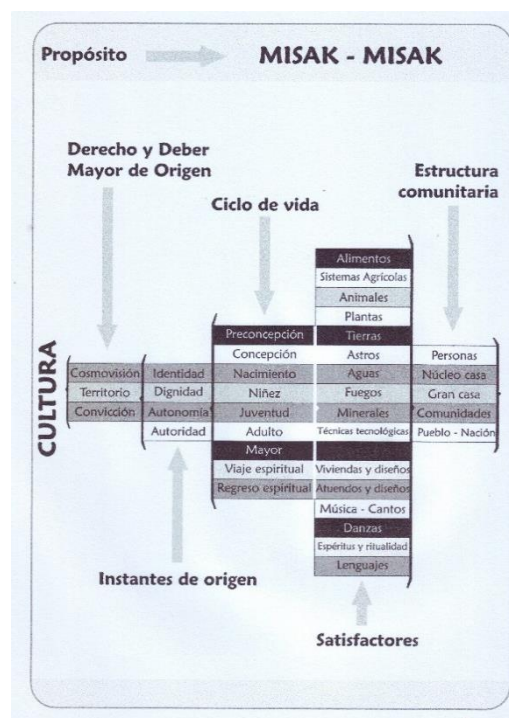 Propósito MISAK - MISAK
Derecho y Deber
Mayor de Origen
Ciclo de vida
Estructura
comunitaria
CULTURA
Cosmovisión
Territorio
Convicción
Identidad
Dignidad
Autonomía
Autoridad
Preconcepción
Concepción
Nacimiento
Niñez
Juventud
Adulto
Mayor
Viaje espiritual
Regreso espiritual
Alimentos
Sistemas Agrícolas
Animales
Plantas
Tierras
Astros
Aguas
Fuegos
Minerales
Técnicas tecnológicas
Viviendas y diseños
Atuendos y diseños
Música - Cantos
Danzas
Espíritus y ritualidad
Lenguajes
Personas
Núcleo casa
Gran casa
Comunidades
Pueblo - Nación
Instantes de origen
Satisfactores